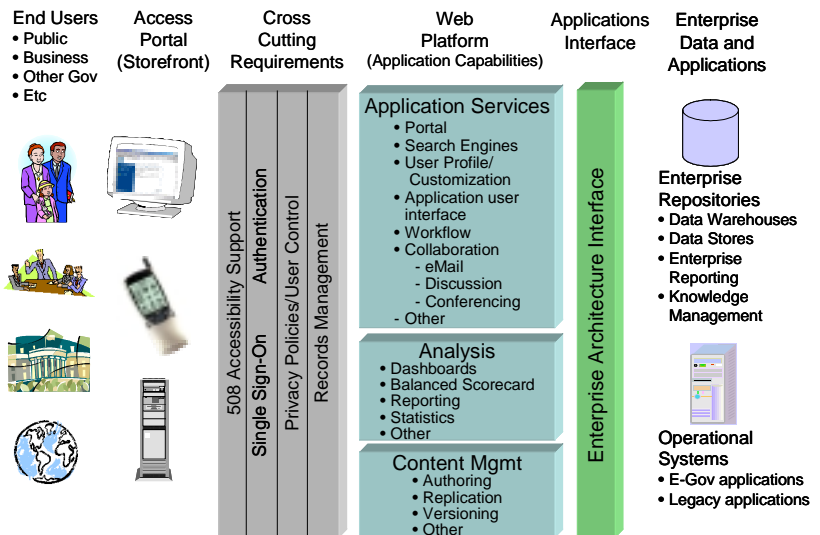 End Users
• Public
• Business
• Other Gov
• Etc
Access
Portal
(Storefront)
Cross
Cutting
Requirements
Web
Platform
(Application Capabilities)
Applications
Interface
Enterprise
Data and
Applications
508 Accessibility Support
Single Sign-On Authentication
Privacy Policies/User Control
Records Management
Application Services
• Portal
• Search Engines
• User Profile/
Customization
• Application user
interface
• Workflow
• Collaboration
- eMail
- Discussion
- Conferencing
- Other
Analysis
• Dashboards
• Balanced Scorecard
• Reporting
• Statistics
• Other
Content Mgmt
• Authoring
• Replication
• Versioning
• Other
Enterprise Architecture Interface
Enterprise
Repositories
• Data Warehouses
• Data Stores
• Enterprise
Reporting
• Knowledge
Management
Operational
Systems
• E-Gov applications
• Legacy applications